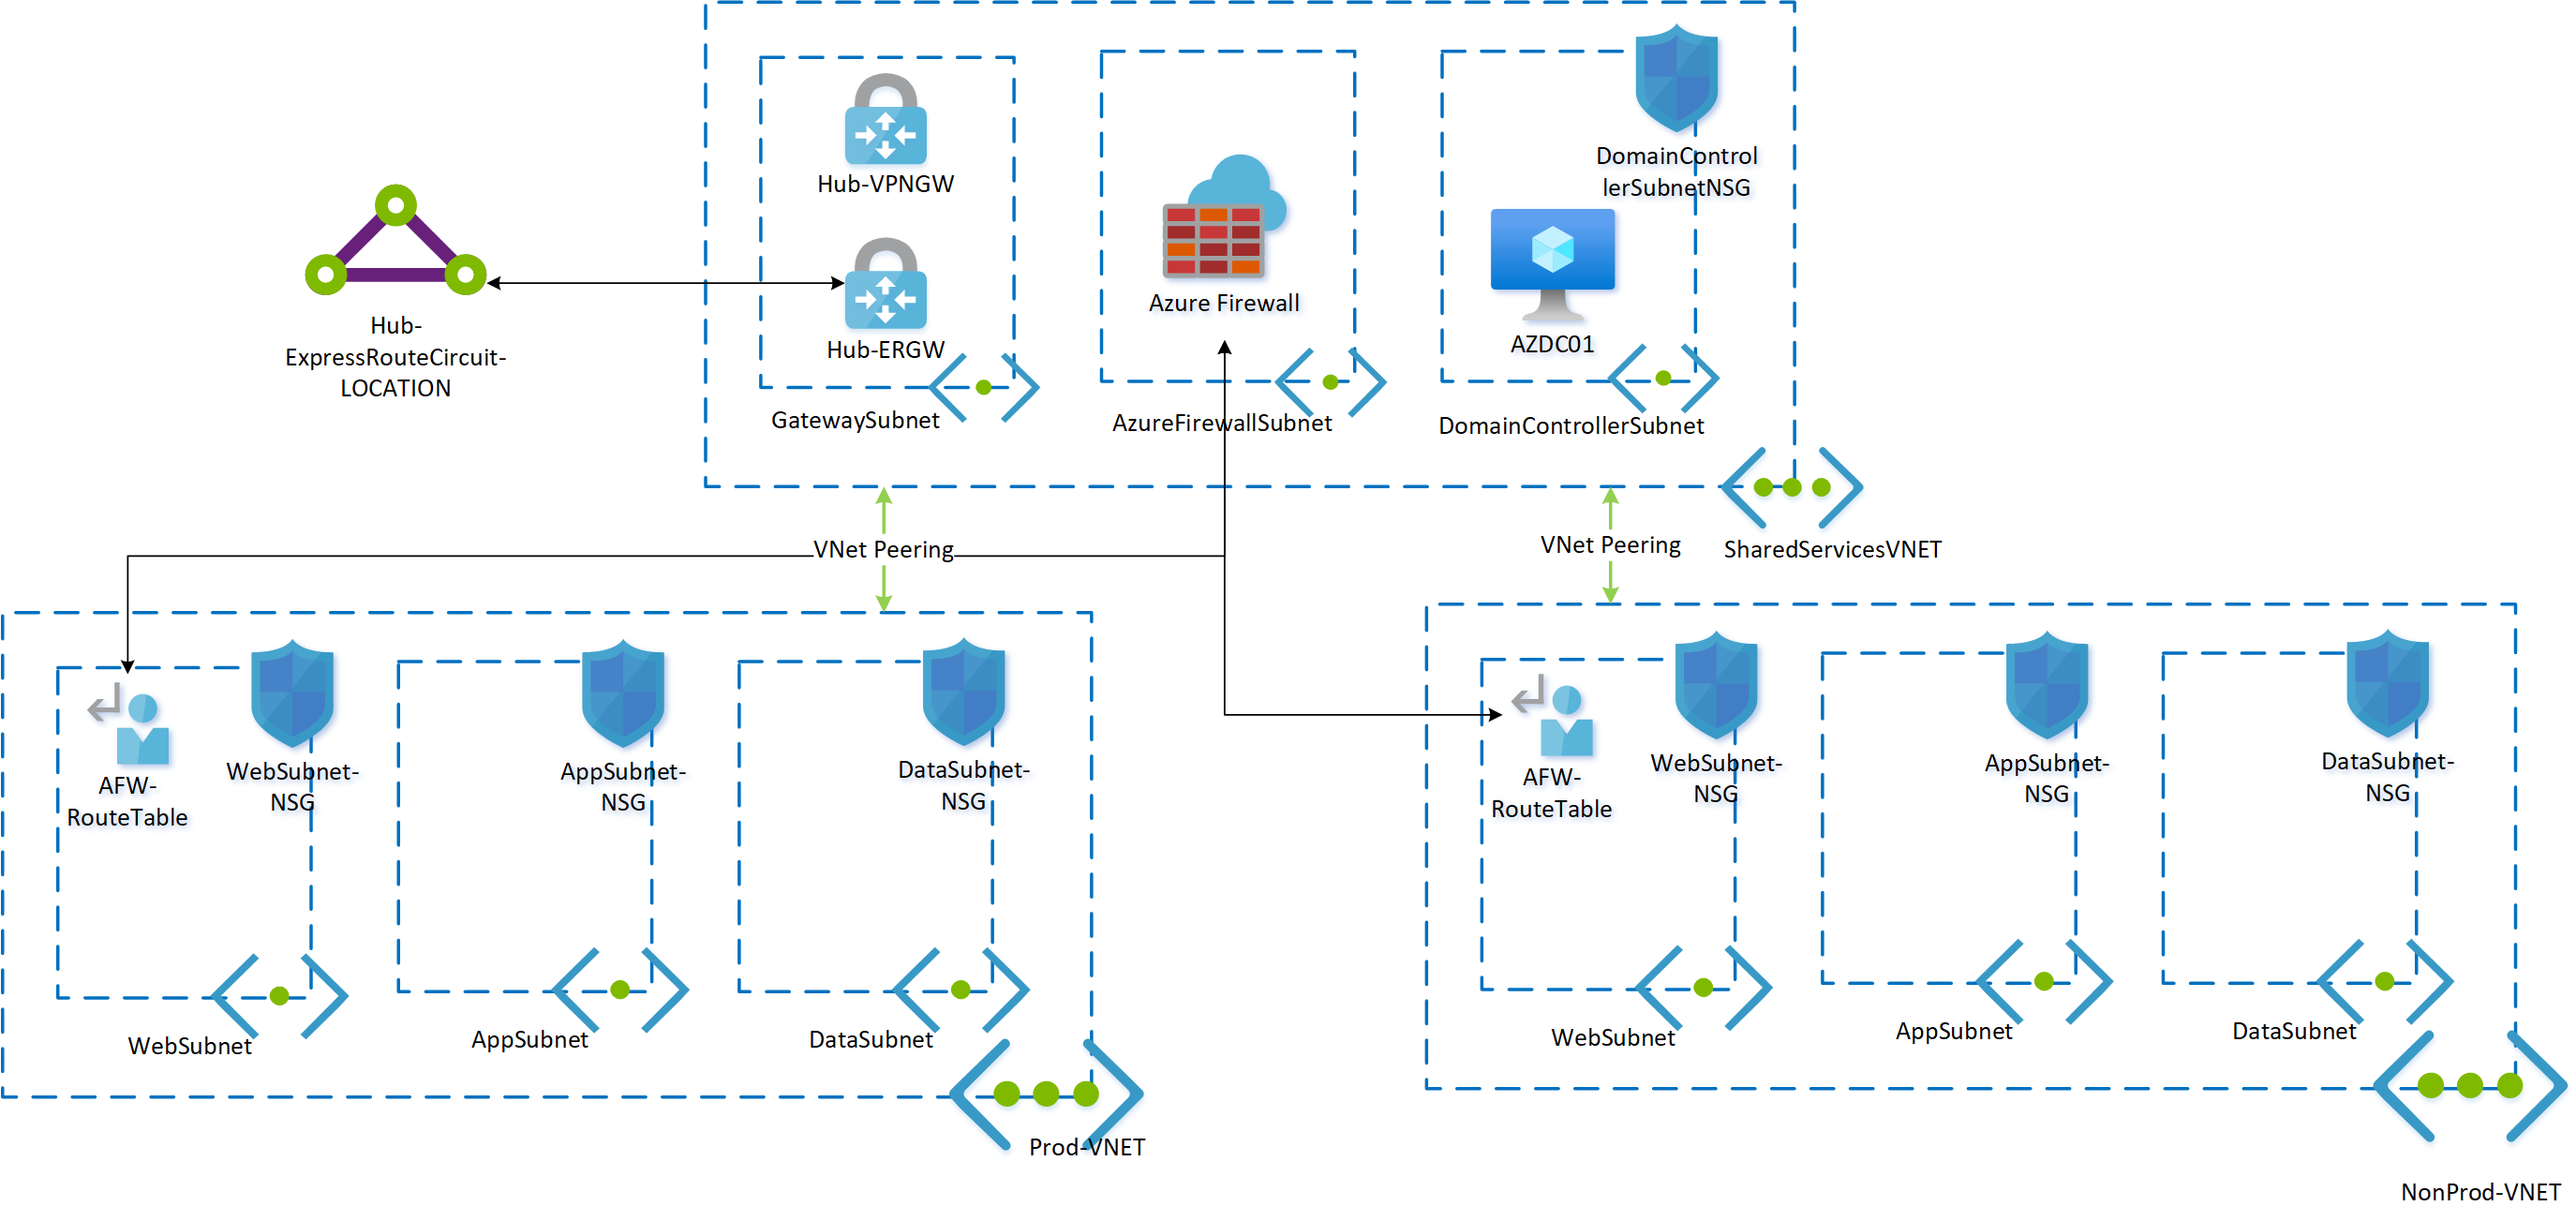 DomainControl
lerSubnetNSG
Hub-VPNGW
Azure Firewall
Hub-
ExpressRouteCircuit-
LOCATION
Hub-ERGW
AZDC01
GatewaySubnet
AzureFirewallSubnet
DomainControllerSubnet
VNet Peering
VNet Peering
SharedServicesVNET
AFW-
RouteTable
WebSubnet-
NSG
AppSubnet-
NSG
DataSubnet-
NSG
AFW-
RouteTable
WebSubnet-
NSG
AppSubnet-
NSG
DataSubnet-
NSG
WebSubnet
AppSubnet
DataSubnet
WebSubnet
AppSubnet
DataSubnet
Prod-VNET
NonProd-VNET